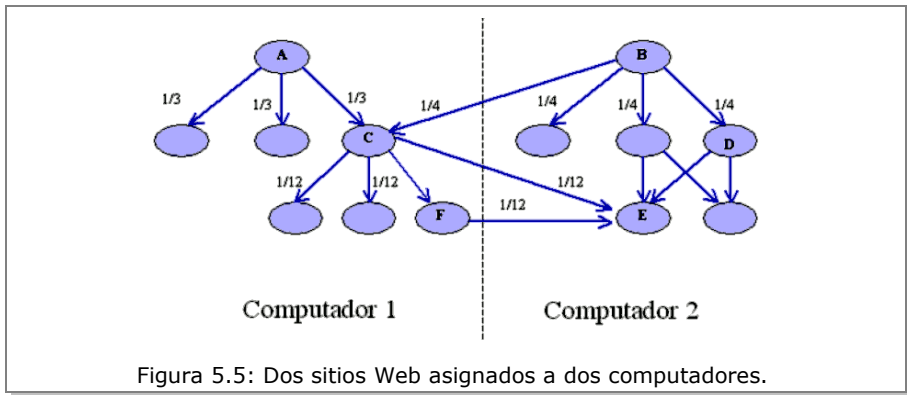 A
B
1/3
1/3
1/3
1/4
1/4
1/4
1/4
C
D
1/12
1/12
1/12
F
1/12
E
Computador 1
Computador 2
Figura 5.5: Dos sitios Web asignados a dos computadores.